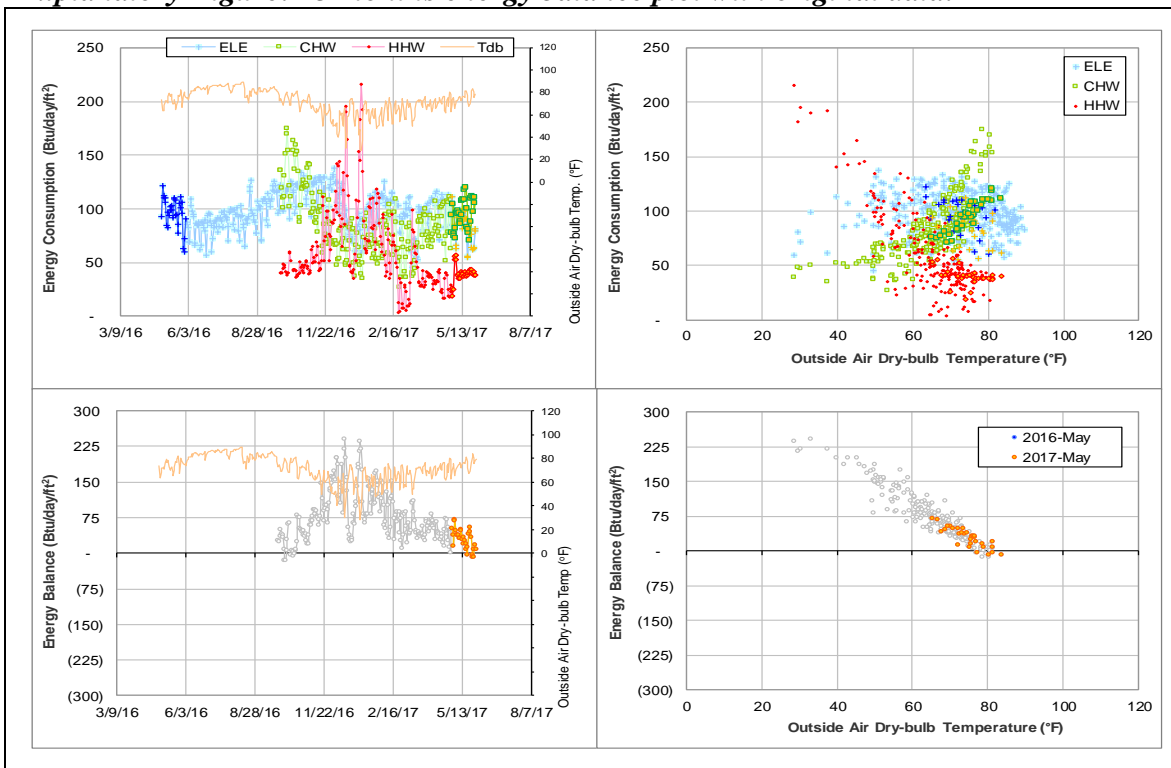 250
200
150
100
50
-
Energy Consumption (Btu/day/ft²)
ELE CHW HHW Tdb
120
100
80
60
40
20
0
Outside Air Dry-bulb Temp. (°F)
3/9/16 6/3/16 8/28/16 11/22/16 2/16/17 5/13/17 8/7/17
250
200
150
100
50
-
Energy Consumption (Btu/day/ft²)
ELE
CHW
HHW
0 20 40 60 80 100 120
Outside Air Dry-bulb Temperature (°F)
300
225
150
75
-
(75)
(150)
(225)
(300)
Energy Balance (Btu/day/ft²)
120
100
80
60
40
20
0
Outside Air Dry-bulb Temp (°F)
3/9/16 6/3/16 8/28/16 11/22/16 2/16/17 5/13/17 8/7/17
300
225
150
75
-
(75)
(150)
(225)
(300)
Energy Balance (Btu/day/ft²)
2016-May
2017-May
0 20 40 60 80 100 120
Outside Air Dry-bulb Temperature (°F)